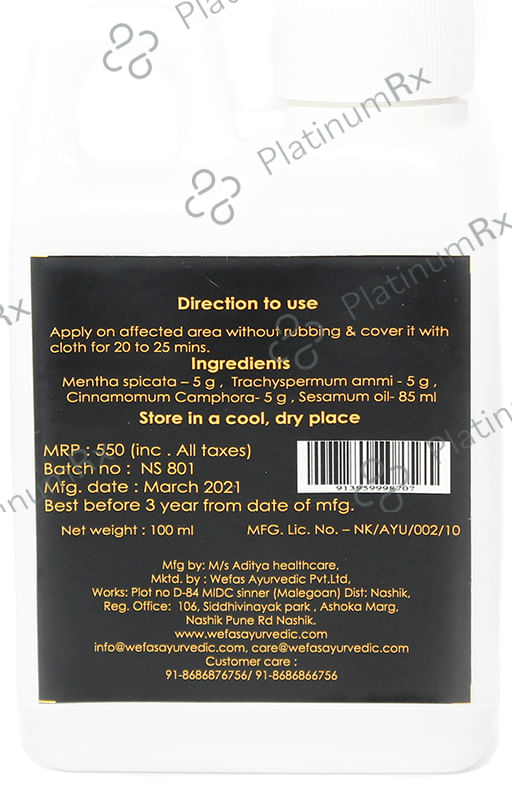 PlatinumRx
PlatinumRx
PlatinumRx
Direction to use
Apply on affected area without rubbing & cover it with
cloth for 20 to 25 mins.
Ingredients
Mentha spicata – 5 g , Trachyspermum ammi - 5 g ,
Cinnamomum Camphora- 5 g , Sesamum oil- 85 ml
Store in a cool, dry place
MRP : 550 (inc . All taxes)
Batch no : NS 801
Mfg. date : March 2021
Best before 3 year from date of mfg.
Net weight : 100 ml MFG. Lic. No. – NK/AYU/002/10
Mfg by: M/s Aditya healthcare,
Mktd. by : Wefas Ayurvedic Pvt.Ltd,
Works: Plot no D-84 MIDC sinner (Malegoan) Dist: Nashik,
Reg. Office: 106, Siddhivinayak park , Ashoka Marg,
Nashik Pune Rd Nashik.
www.wefasayurvedic.com
info@wefasayurvedic.com, care@wefasayurvedic.com
Customer care :
91-8686876756/ 91-8686866756
PlatinumRx